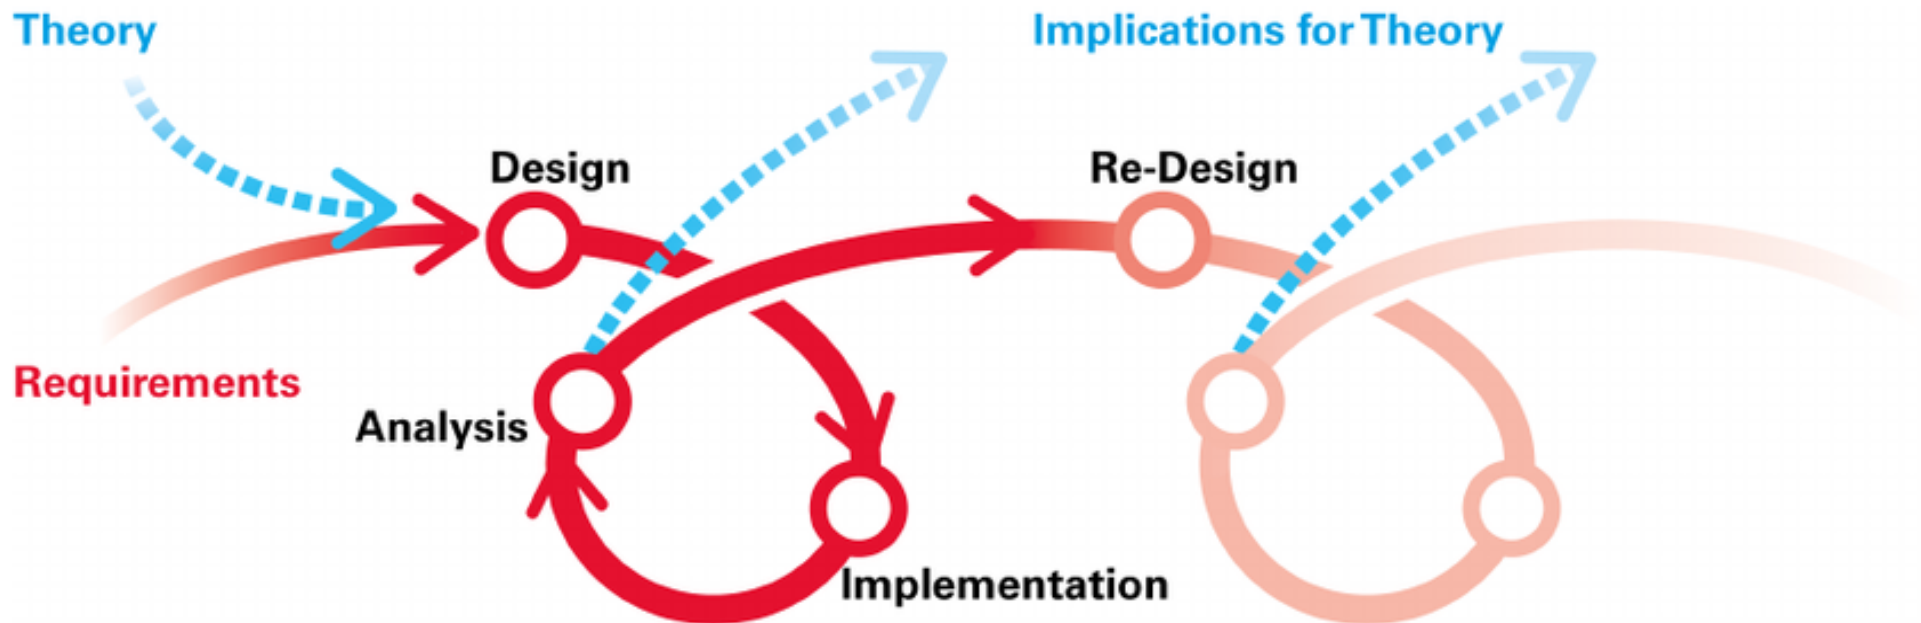 Theory
Implications for Theory
Design
Re-Design
Requirements
Analysis
Implementation